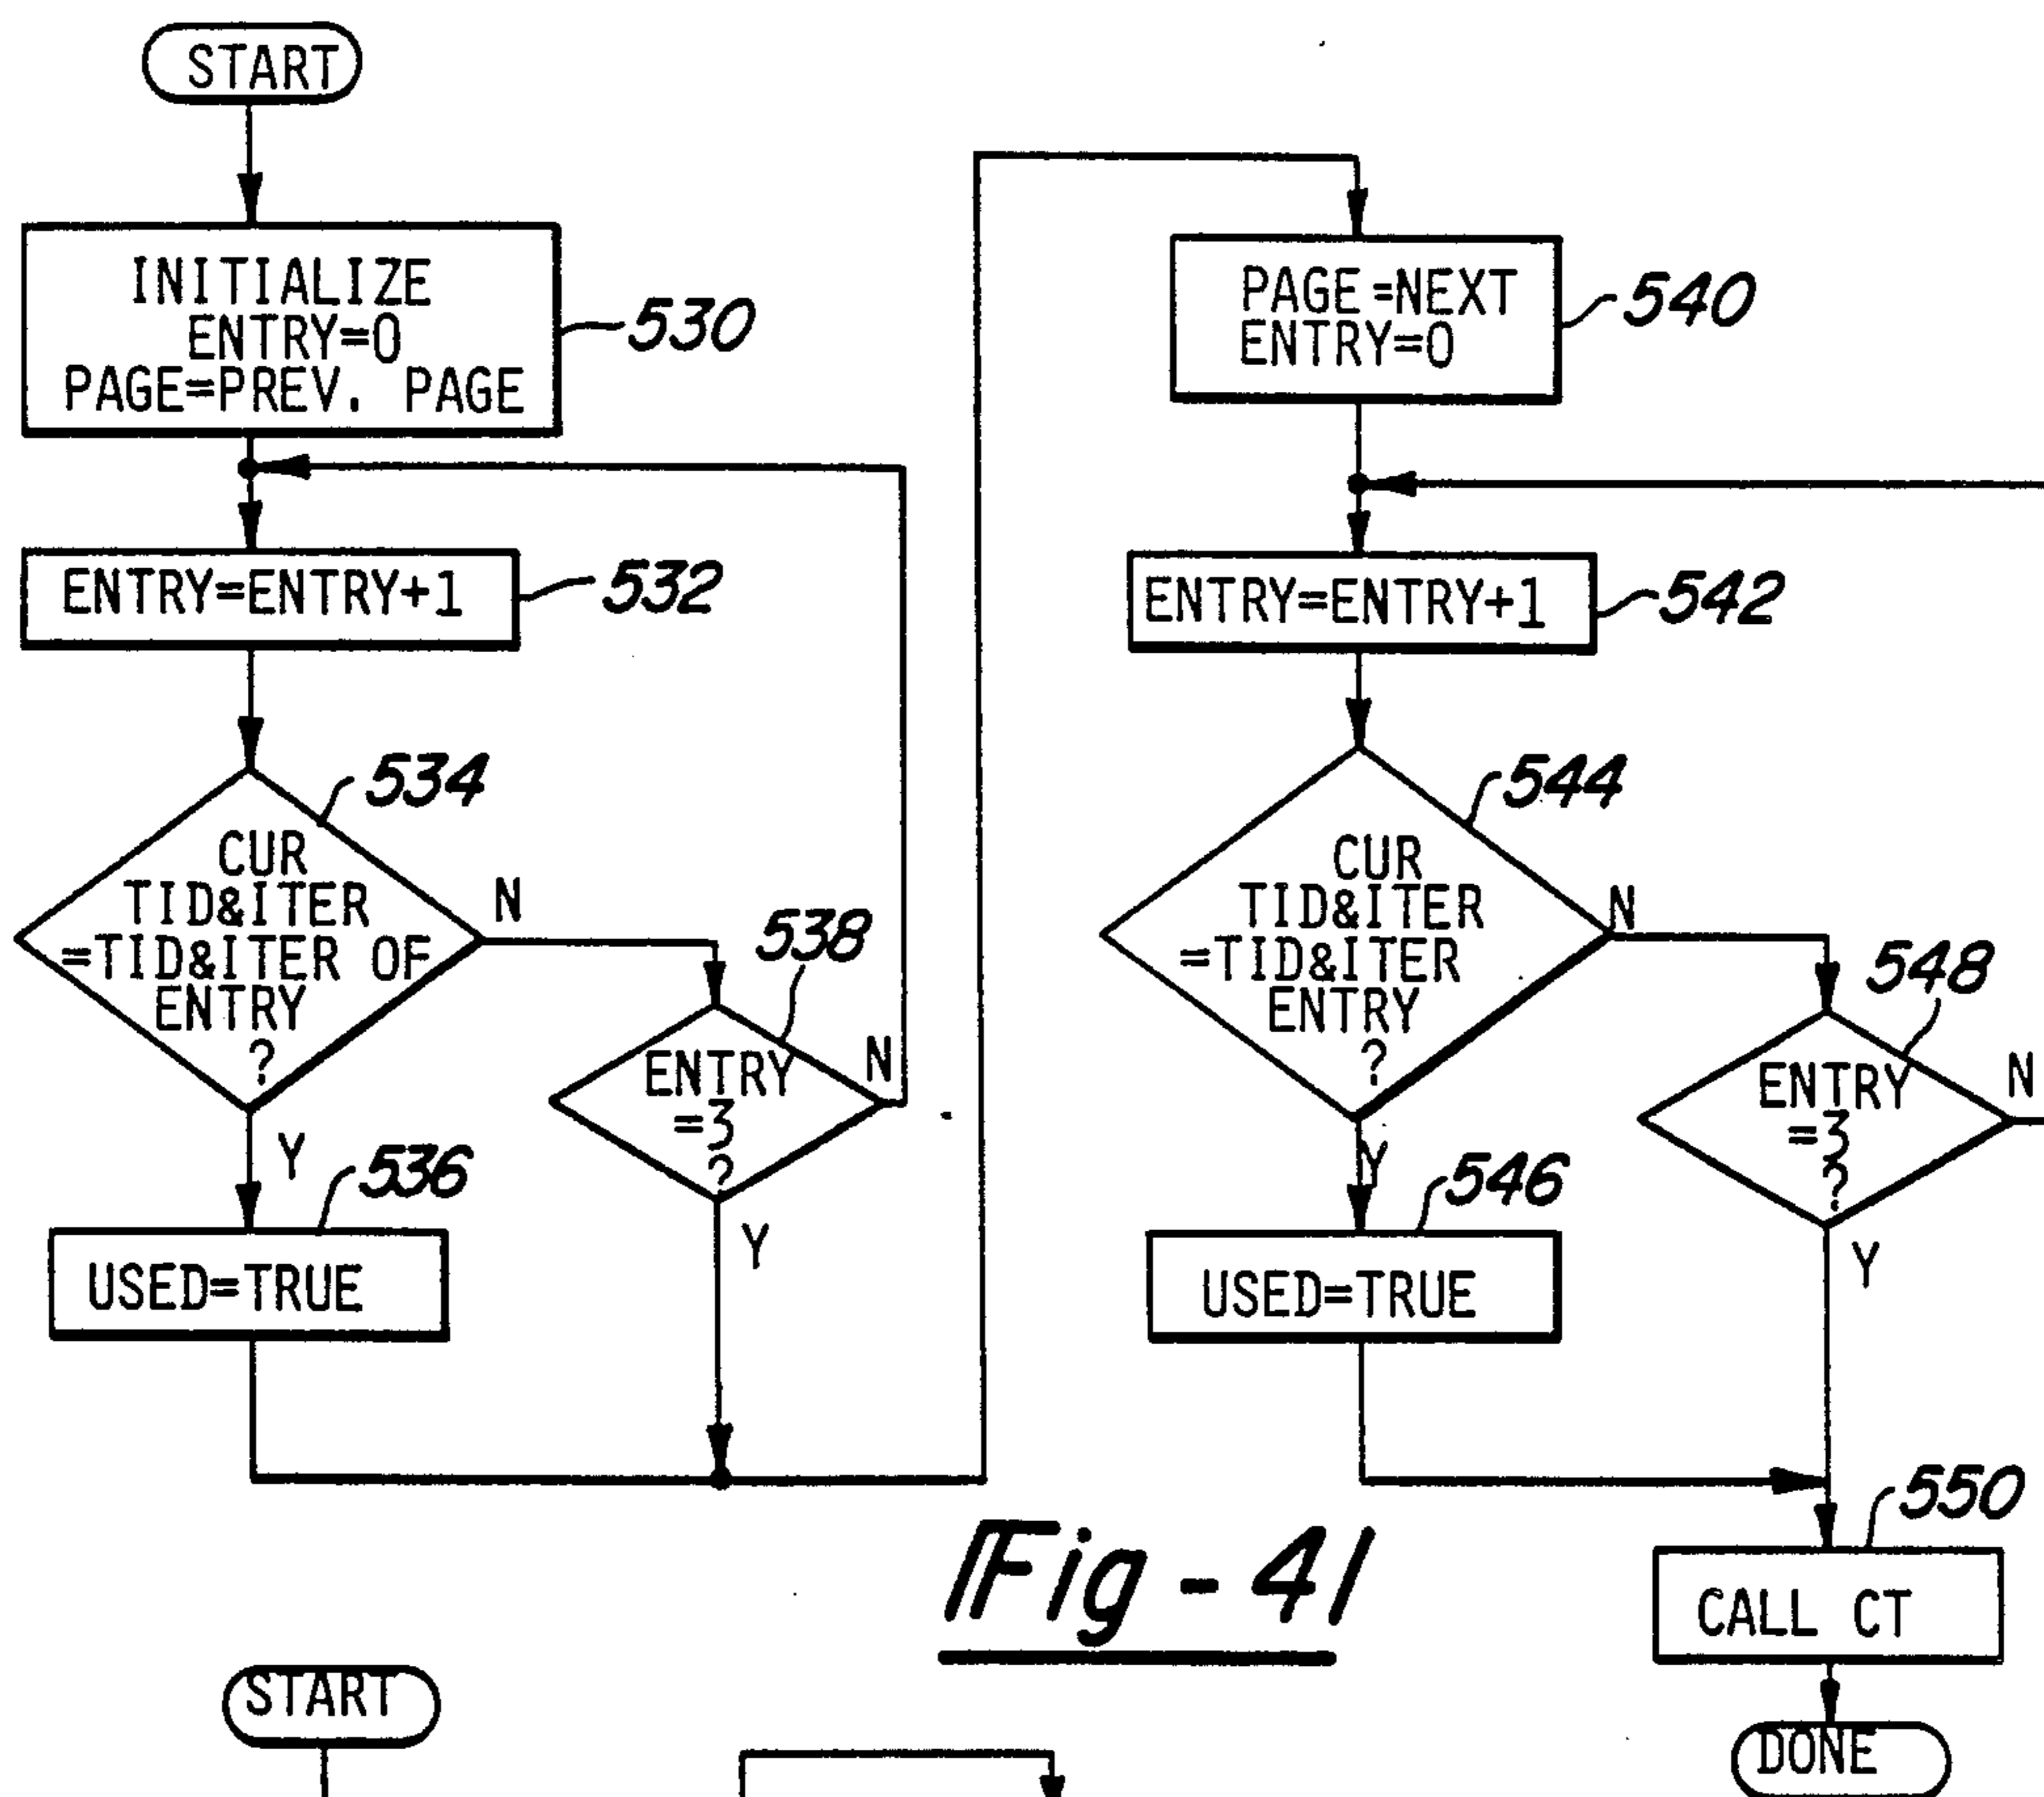 START
INITIALIZE
ENTRY=0
PAGE=PREV. PAGE
530
ENTRY=ENTRY+1
532
534
CUR
TID&ITER
=TID&ITER OF
ENTRY
?
N
Y
538
ENTRY
=3
?
N
Y
536
USED=TRUE
PAGE=NEXT
ENTRY=0
540
ENTRY=ENTRY+1
542
544
CUR
TID&ITER
=TID&ITER
ENTRY
?
N
Y
548
ENTRY
=3
?
N
Y
546
USED=TRUE
550
CALL CT
DONE
Fig-41
START